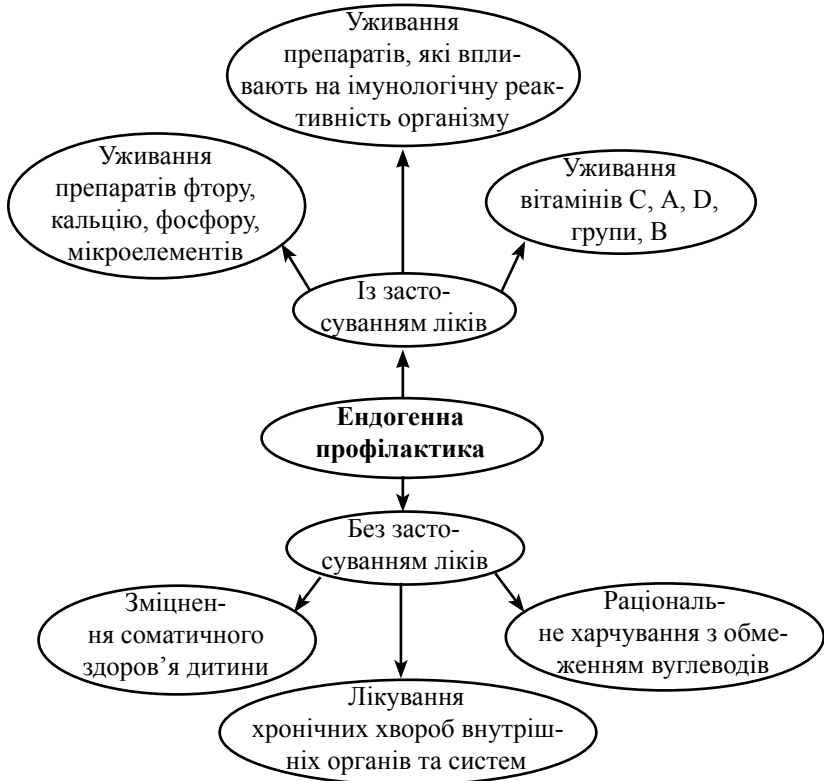 Уживання
препаратів, які впли-
вають на імунологічну реак-
тивність організму
Уживання
препаратів фтору,
кальцію, фосфору,
мікроелементів
Уживання
вітамінів С, А, D,
групи, В
Із засто-
суванням ліків
Ендогенна
профілактика
Без засто-
суванням ліків
Зміцнен-
ня соматичного
здоров’я дитини
Раціональ-
не харчування з обме-
женням вуглеводів
Лікування
хронічних хвороб внутріш-
ніх органів та систем